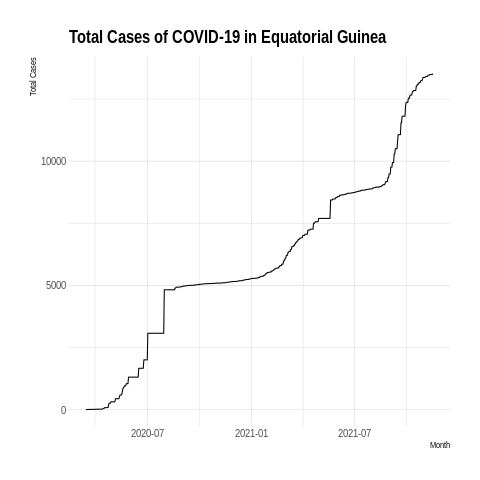 Total Cases of COVID-19 in Equatorial Guinea
Total Cases
10000
5000
0
2020-07
2021-01
2021-07
Month